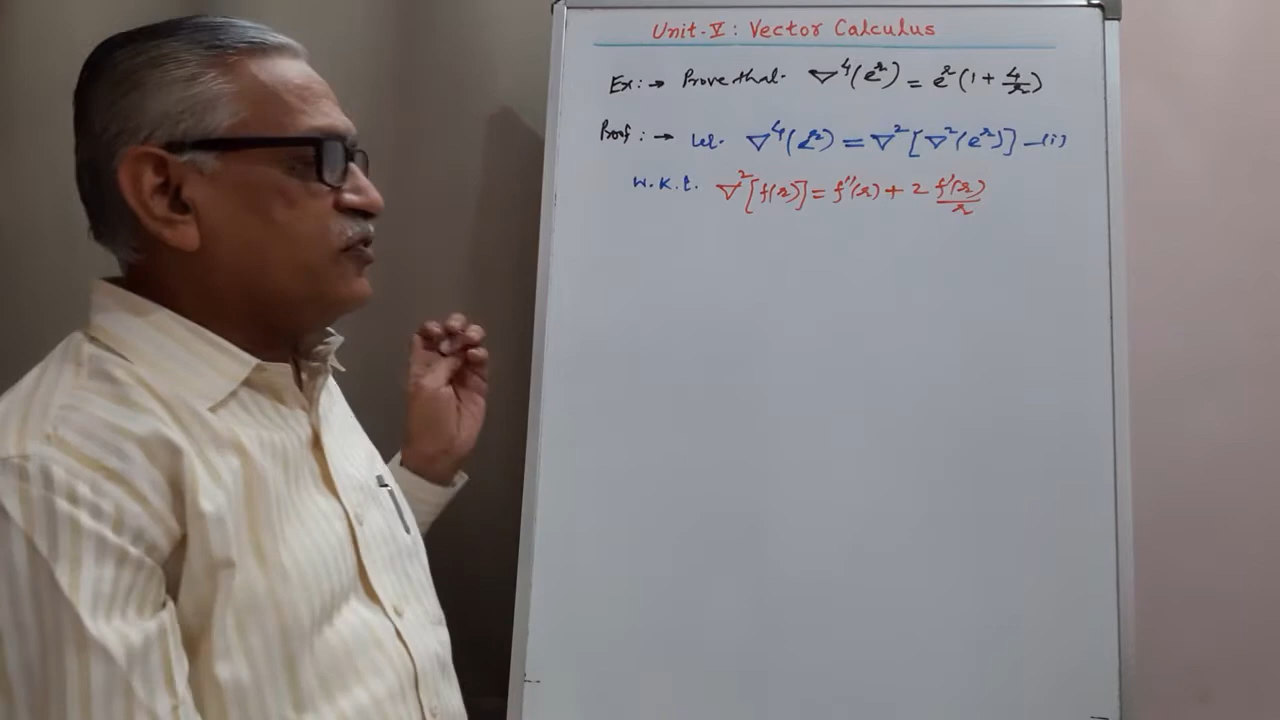 Unit-V : Vector Calculus
Ex:→ Prove that. ∇⁴(eʳ) = eʳ(1 + 4/r)
Proof :→ Let. ∇⁴(eʳ) = ∇²[∇²(eʳ)] —(i)
W.K.t. ∇²[f(r)] = f''(r) + 2 f'(r)/r